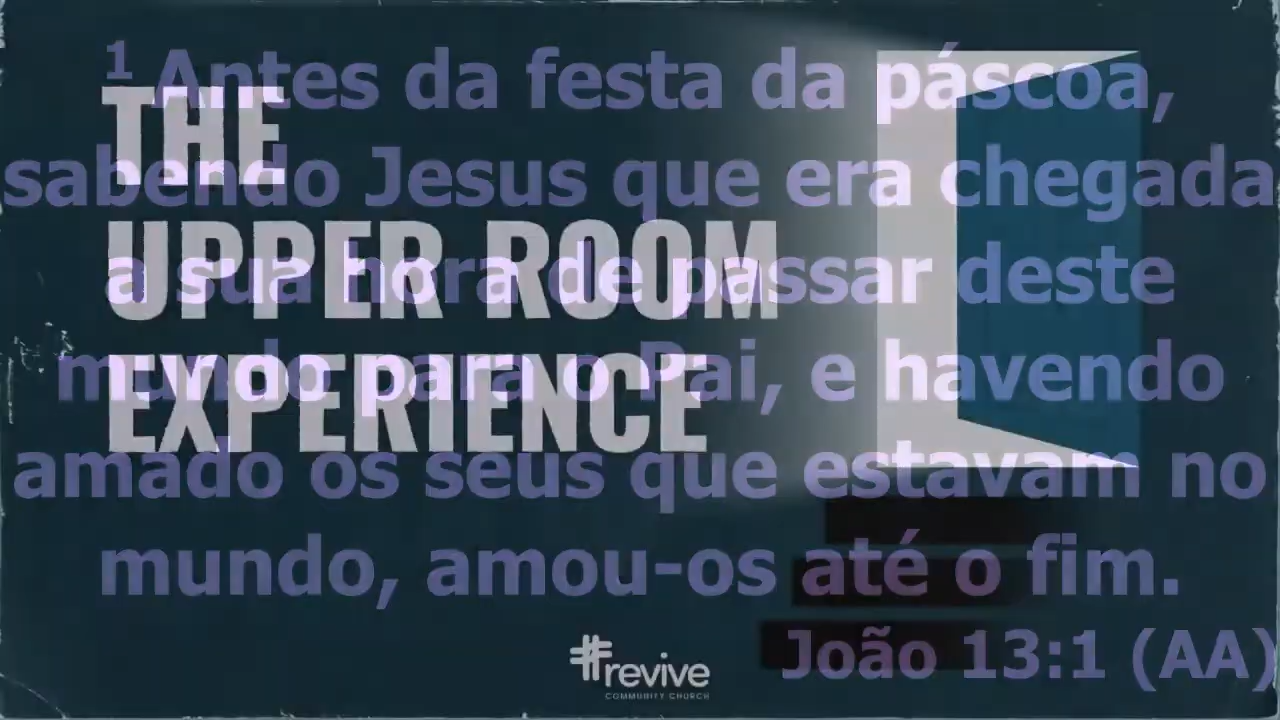 ¹ Antes da festa da páscoa,
sabendo Jesus que era chegada
a sua hora de passar deste
mundo para o Pai, e havendo
amado os seus que estavam no
mundo, amou-os até o fim.
João 13:1 (AA)
THE
UPPER ROOM
EXPERIENCE
revive
COMMUNITY CHURCH